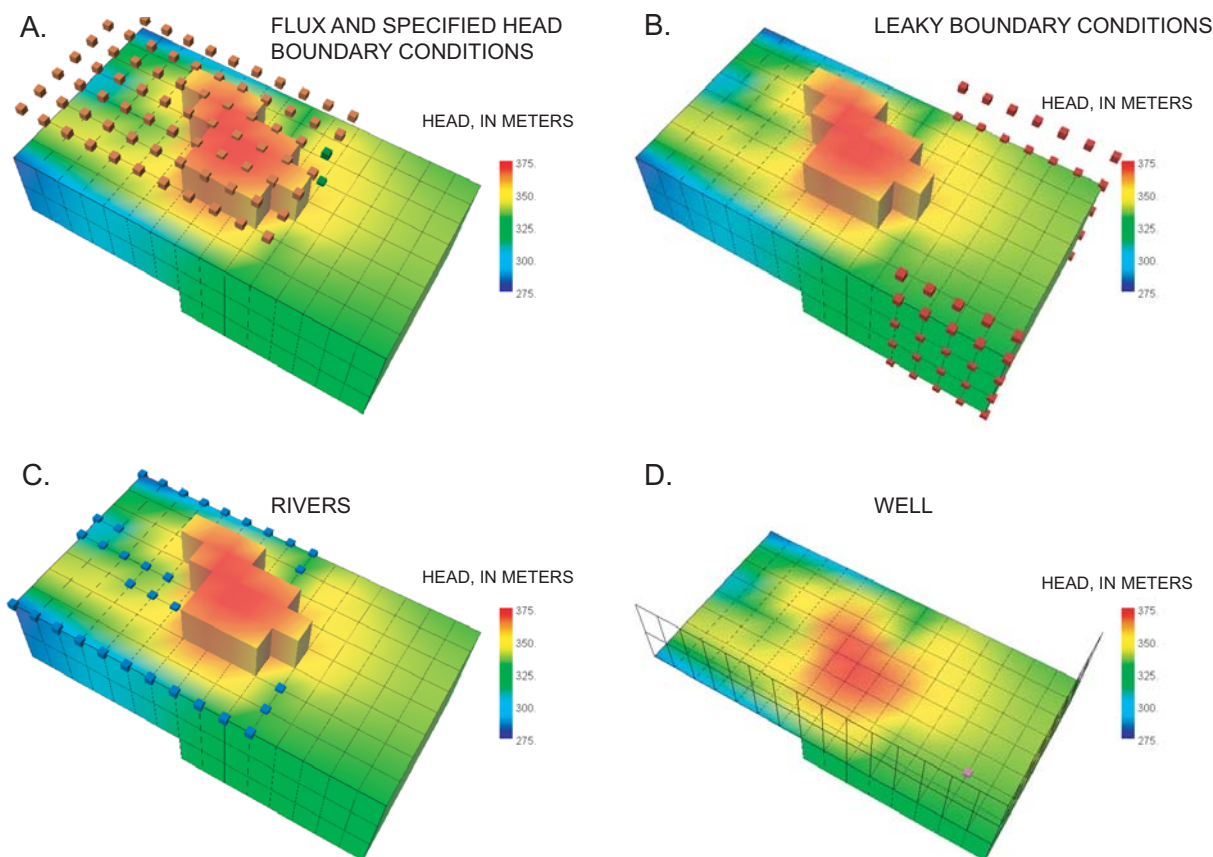 A.
FLUX AND SPECIFIED HEAD
BOUNDARY CONDITIONS
HEAD, IN METERS
375.
350.
325.
300.
275.
B.
LEAKY BOUNDARY CONDITIONS
HEAD, IN METERS
375.
350.
325.
300.
275.
C.
RIVERS
HEAD, IN METERS
375.
350.
325.
300.
275.
D.
WELL
HEAD, IN METERS
375.
350.
325.
300.
275.